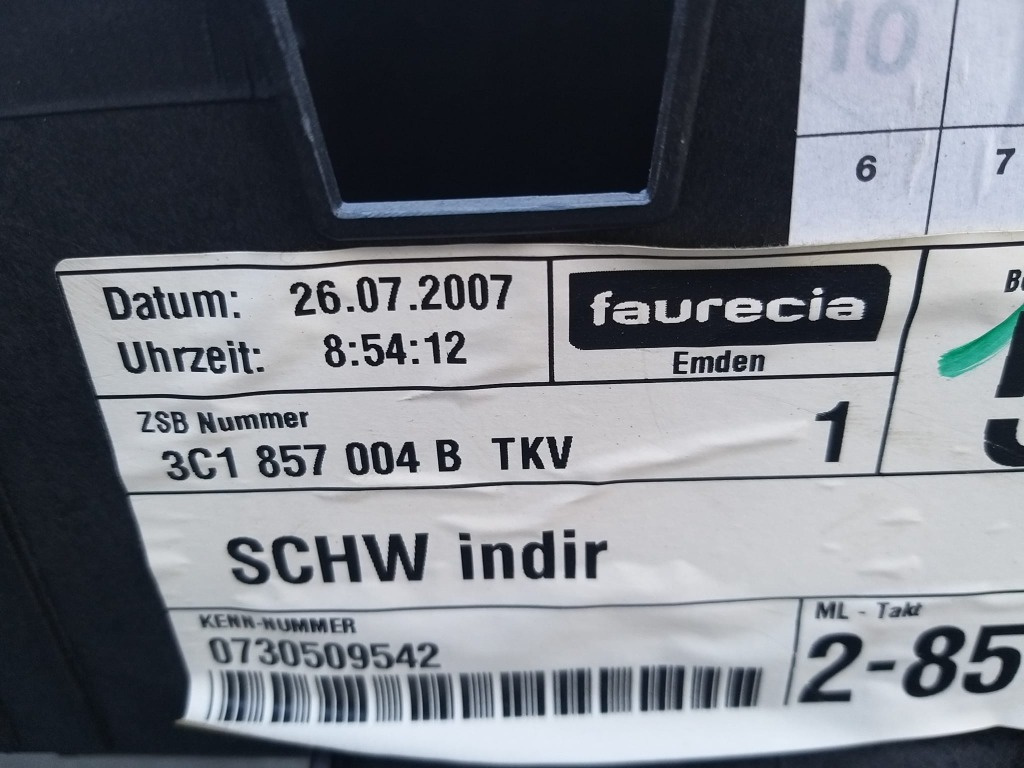 10
6 7
Datum: 26.07.2007
faurecia
Uhrzeit: 8:54:12
Emden
ZSB Nummer
3C1 857 004 B TKV 1
SCHW indir
KENN-NUMMER
0730509542
ML - Takt
2-85